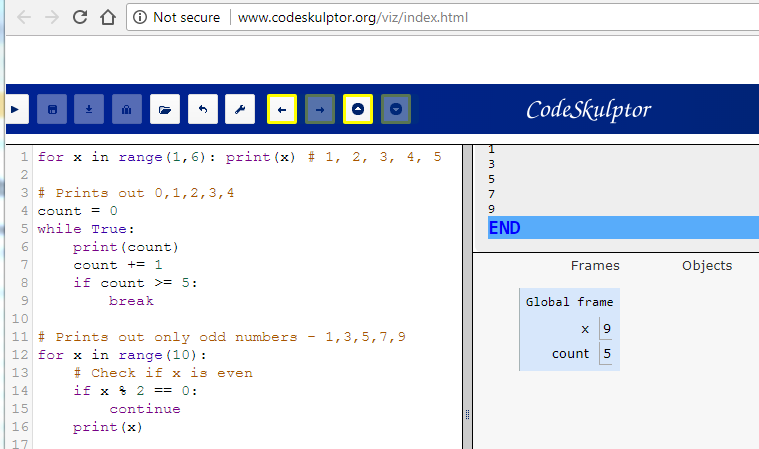 Not secure www.codeskulptor.org/viz/index.html
CodeSkulptor
1 for x in range(1,6): print(x) # 1, 2, 3, 4, 5
2
3 # Prints out 0,1,2,3,4
4 count = 0
5 while True:
6 print(count)
7 count += 1
8 if count >= 5:
9 break
10
11 # Prints out only odd numbers - 1,3,5,7,9
12 for x in range(10):
13 # Check if x is even
14 if x % 2 == 0:
15 continue
16 print(x)
17
1
3
5
7
9
END
Frames Objects
Global frame
x 9
count 5